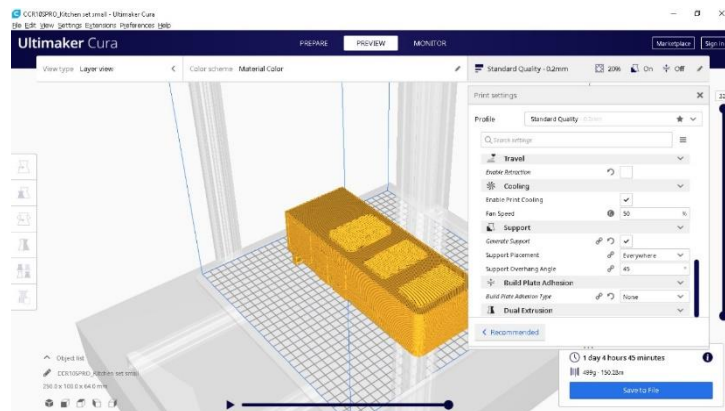 CCR10SPRO_Kitchen set small - Ultimaker Cura
File Edit View Settings Extensions Preferences Help
Ultimaker Cura
PREPARE
PREVIEW
MONITOR
Marketplace
Sign in
View type Layer view
Color scheme Material Color
Standard Quality - 0.2mm
20%
On
Off
Print settings
Profile
Standard Quality
Search settings
Travel
Enable Retraction
Cooling
Enable Print Cooling
Fan Speed
50
%
Support
Generate Support
Support Placement
Everywhere
Support Overhang Angle
45
°
Build Plate Adhesion
Build Plate Adhesion Type
None
Dual Extrusion
Recommended
Object list
CCR10SPRO_Kitchen set small
250.0 x 100.0 x 64.0 mm
1 day 4 hours 45 minutes
499g · 150.28m
Save to File